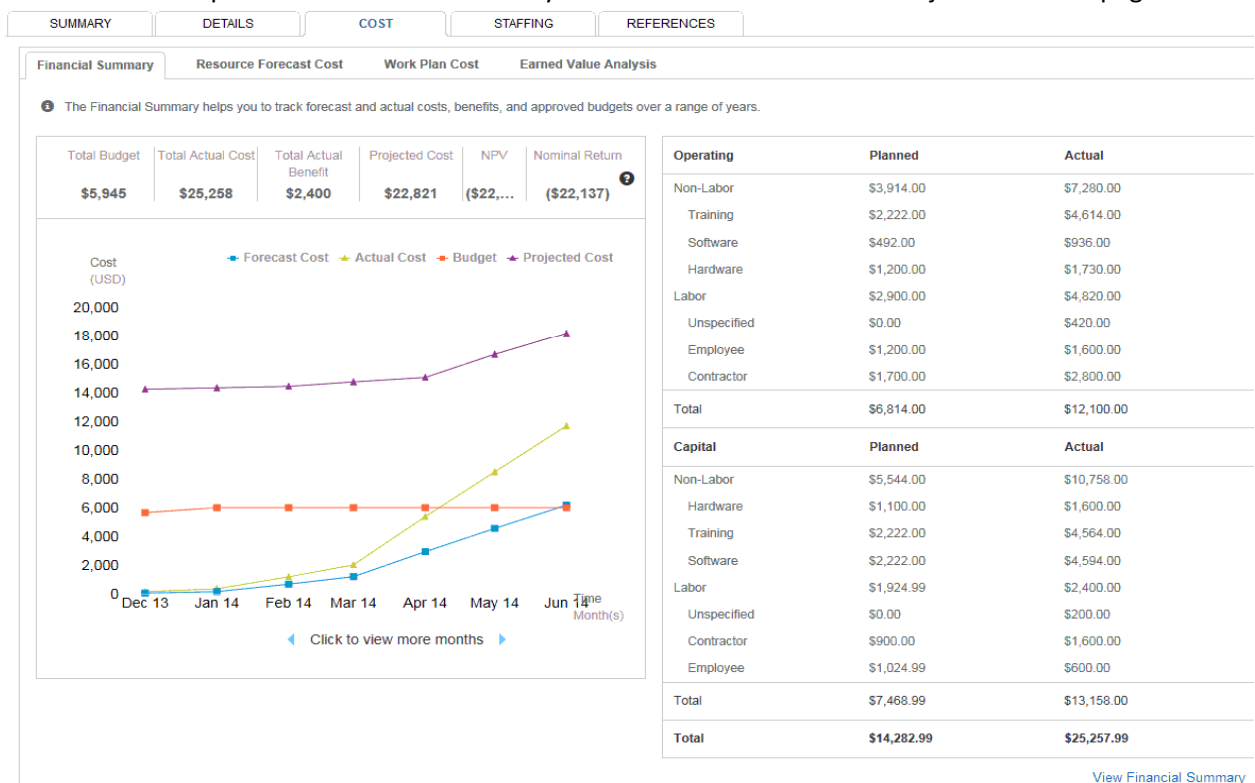 SUMMARY DETAILS COST STAFFING REFERENCES
Financial Summary Resource Forecast Cost Work Plan Cost Earned Value Analysis
The Financial Summary helps you to track forecast and actual costs, benefits, and approved budgets over a range of years.
Total Budget Total Actual Cost Total Actual Benefit Projected Cost NPV Nominal Return
$5,945 $25,258 $2,400 $22,821 ($22,... ($22,137)
Cost
(USD)
Forecast Cost Actual Cost Budget Projected Cost
20,000
18,000
16,000
14,000
12,000
10,000
8,000
6,000
4,000
2,000
0
Dec 13 Jan 14 Feb 14 Mar 14 Apr 14 May 14 Jun 14 Time
Month(s)
Click to view more months
Operating Planned Actual
Non-Labor $3,914.00 $7,280.00
Training $2,222.00 $4,614.00
Software $492.00 $936.00
Hardware $1,200.00 $1,730.00
Labor $2,900.00 $4,820.00
Unspecified $0.00 $420.00
Employee $1,200.00 $1,600.00
Contractor $1,700.00 $2,800.00
Total $6,814.00 $12,100.00
Capital Planned Actual
Non-Labor $5,544.00 $10,758.00
Hardware $1,100.00 $1,600.00
Training $2,222.00 $4,564.00
Software $2,222.00 $4,594.00
Labor $1,924.99 $2,400.00
Unspecified $0.00 $200.00
Contractor $900.00 $1,600.00
Employee $1,024.99 $600.00
Total $7,468.99 $13,158.00
Total $14,282.99 $25,257.99
View Financial Summary